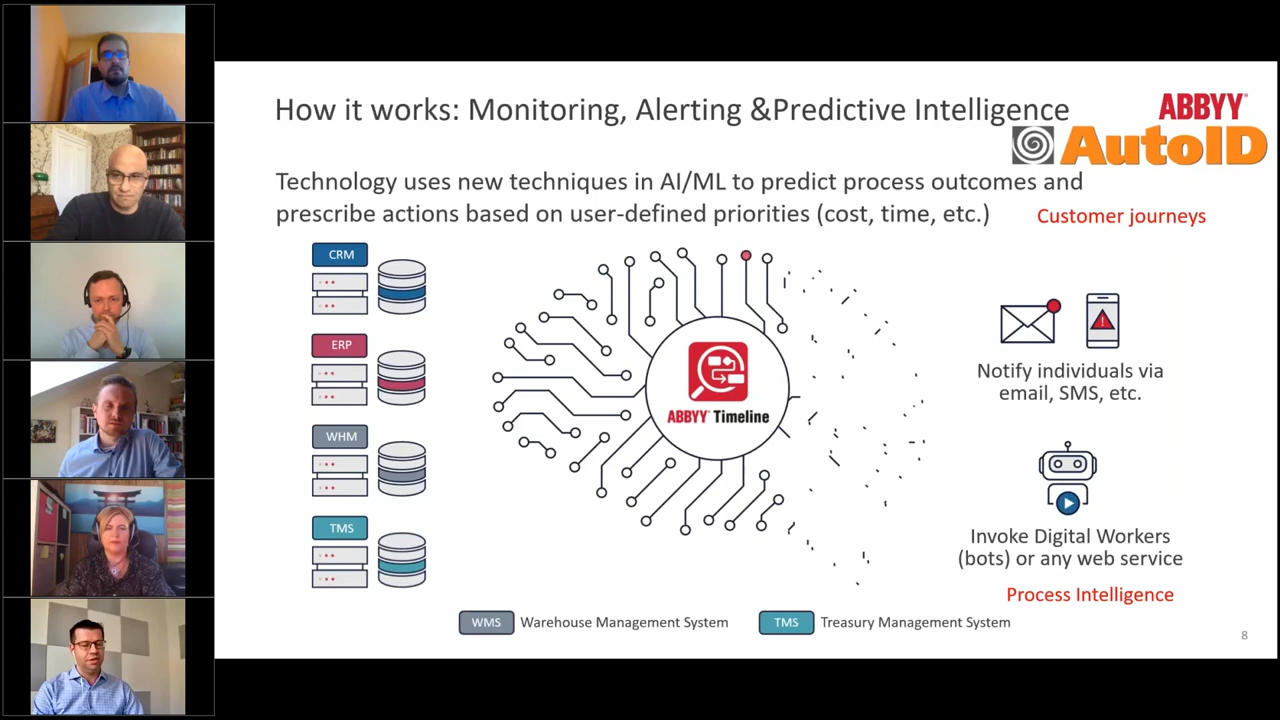 How it works: Monitoring, Alerting &Predictive Intelligence
ABBYY
AutoID
Technology uses new techniques in AI/ML to predict process outcomes and
prescribe actions based on user-defined priorities (cost, time, etc.)
Customer journeys
CRM
ERP
WHM
TMS
ABBYY Timeline
Notify individuals via
email, SMS, etc.
Invoke Digital Workers
(bots) or any web service
Process Intelligence
WMS Warehouse Management System
TMS Treasury Management System
8